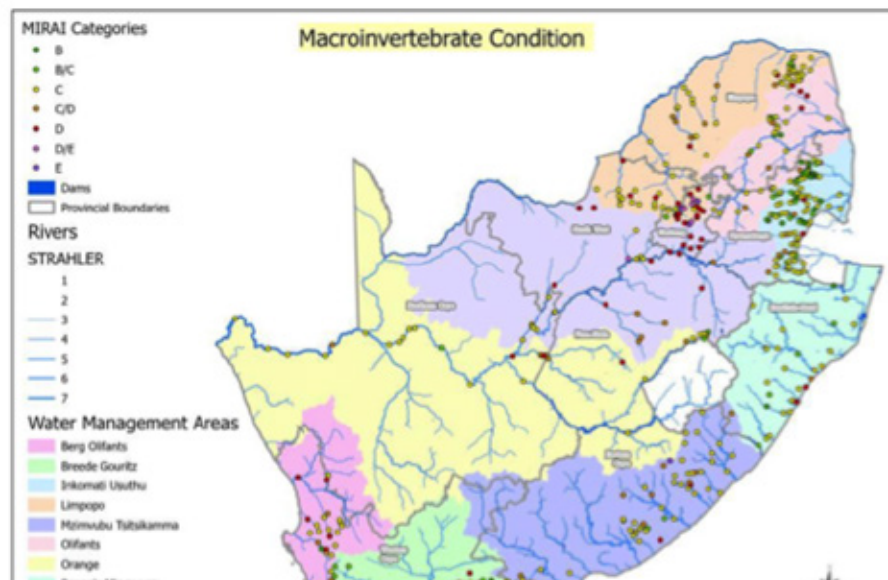 Macroinvertebrate Condition
MIRAI Categories
B
B/C
C
C/D
D
D/E
E
Dams
Provincial Boundaries
Rivers
STRAHLER
1
2
3
4
5
6
7
Water Management Areas
Berg Olifants
Breede Gouritz
Inkomati Usuthu
Limpopo
Mzimvubu Tsitsikamma
Olifants
Orange